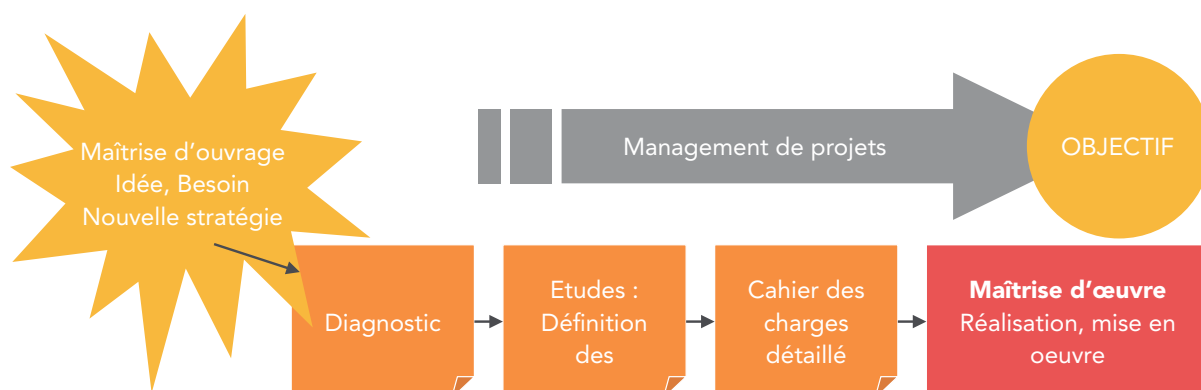 Maîtrise d'ouvrage
Idée, Besoin
Nouvelle stratégie
Management de projets
OBJECTIF
Diagnostic
Etudes :
Définition
des
Cahier des
charges
détaillé
Maîtrise d'œuvre
Réalisation, mise en
oeuvre